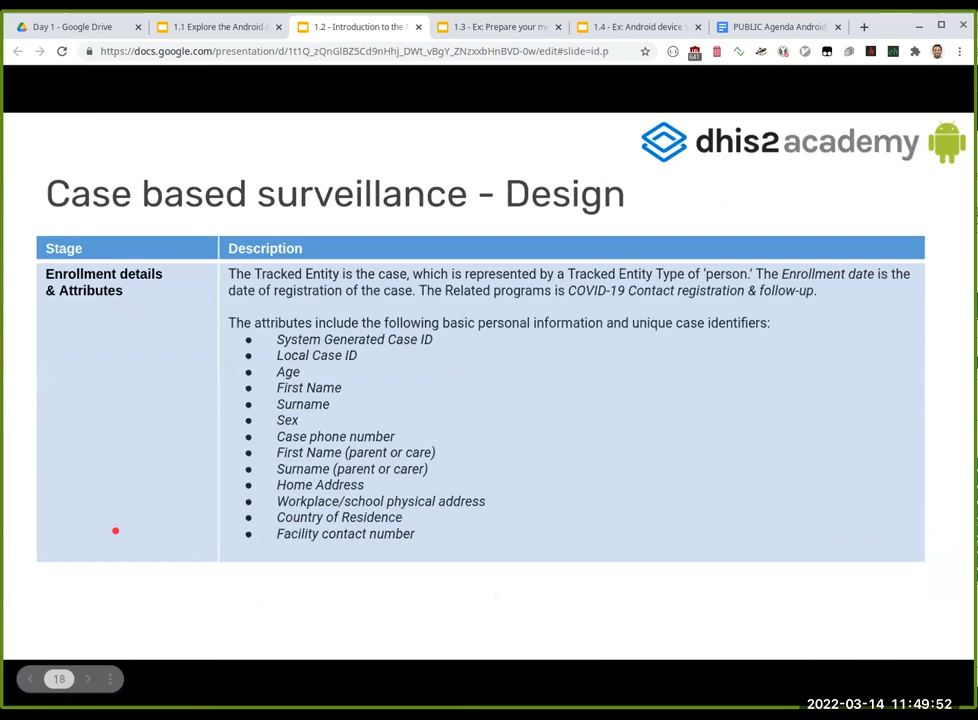 Day 1 - Google Drive
1.1 Explore the Android
1.2 - Introduction to the
1.3 - Ex: Prepare your m
1.4 - Ex: Android device
PUBLIC Agenda Android
https://docs.google.com/presentation/d/1t1Q_zQnGlBZ5Cd9nHhj_DWt_vBgY_ZNzxxbHnBVD-0w/edit#slide=id.p
541
dhis2 academy
Case based surveillance - Design
Stage
Description
Enrollment details
& Attributes
The Tracked Entity is the case, which is represented by a Tracked Entity Type of ‘person.’ The Enrollment date is the
date of registration of the case. The Related programs is COVID-19 Contact registration & follow-up.
The attributes include the following basic personal information and unique case identifiers:
● System Generated Case ID
● Local Case ID
● Age
● First Name
● Surname
● Sex
● Case phone number
● First Name (parent or care)
● Surname (parent or carer)
● Home Address
● Workplace/school physical address
● Country of Residence
● Facility contact number
18
2022-03-14 11:49:52